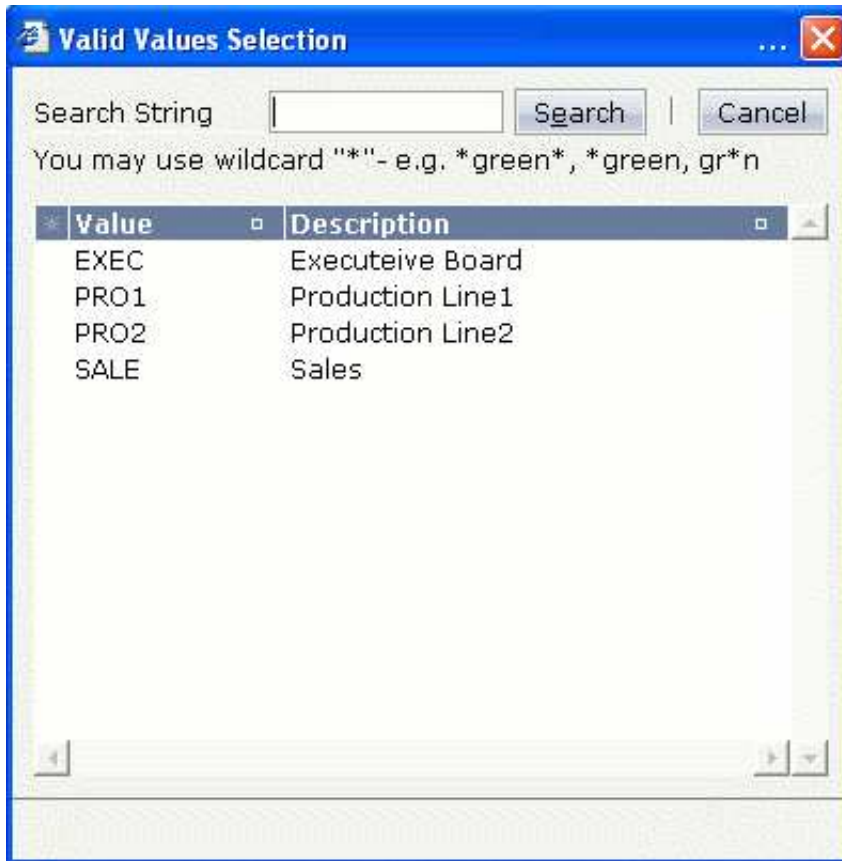 Valid Values Selection ...
Search String Search | Cancel
You may use wildcard "*"- e.g. *green*, *green, gr*n
Value Description
EXEC Executeive Board
PRO1 Production Line1
PRO2 Production Line2
SALE Sales